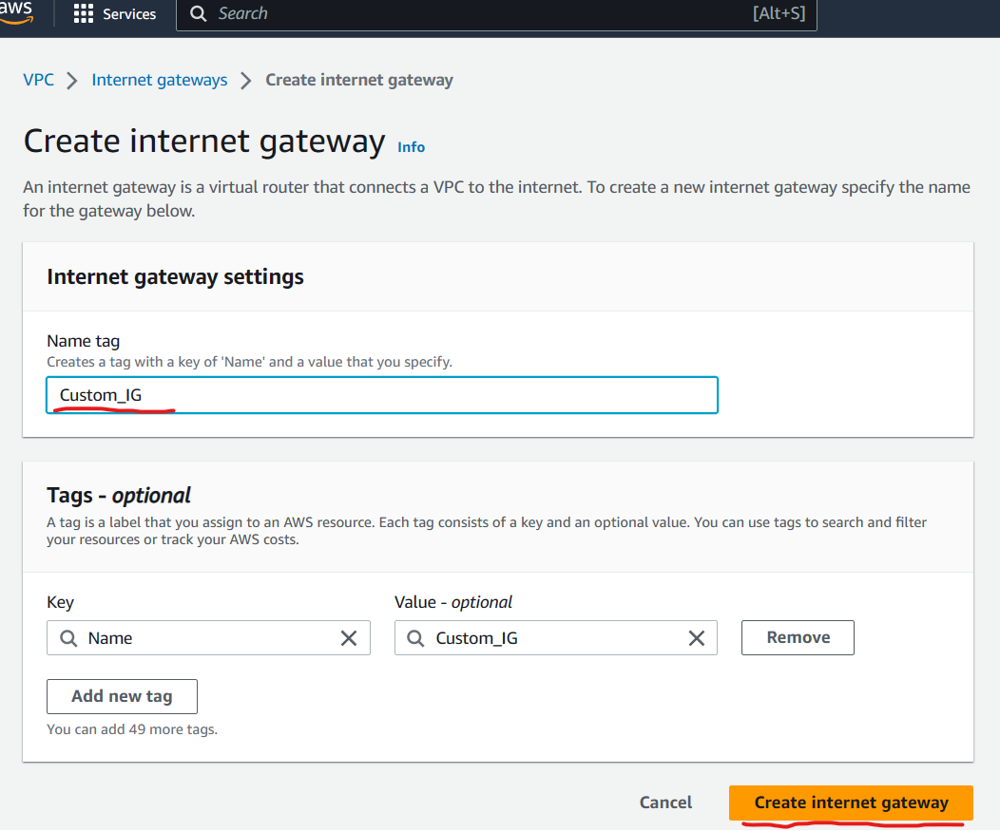 aws
Services
Search
[Alt+S]
VPC
Internet gateways
Create internet gateway
Create internet gateway Info
An internet gateway is a virtual router that connects a VPC to the internet. To create a new internet gateway specify the name
for the gateway below.
Internet gateway settings
Name tag
Creates a tag with a key of 'Name' and a value that you specify.
Custom_IG
Tags - optional
A tag is a label that you assign to an AWS resource. Each tag consists of a key and an optional value. You can use tags to search and filter
your resources or track your AWS costs.
Key
Value - optional
Name
Custom_IG
Remove
Add new tag
You can add 49 more tags.
Cancel
Create internet gateway